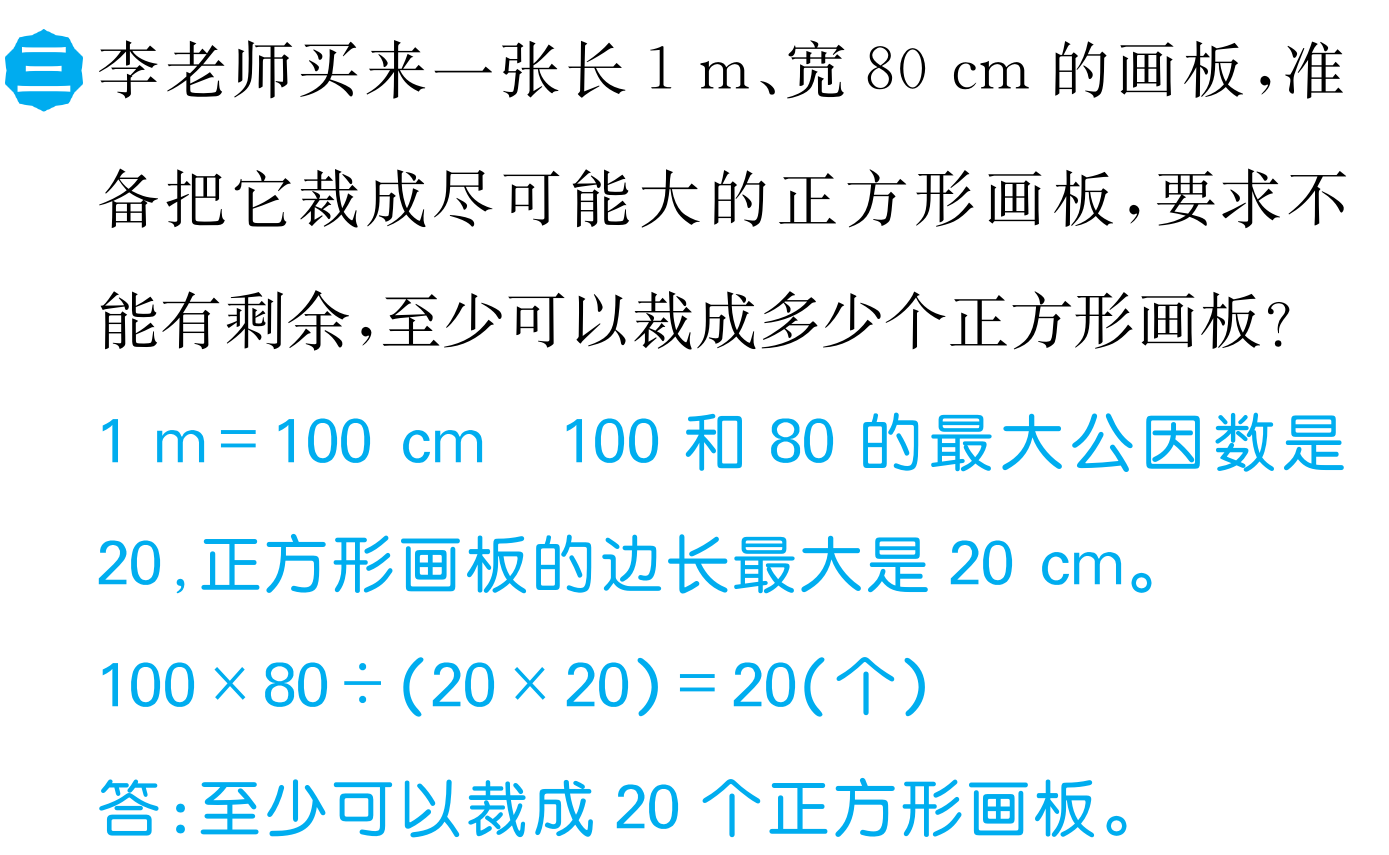 三 李老师买来一张长 1 m、宽 80 cm 的画板,准
备把它裁成尽可能大的正方形画板,要求不
能有剩余,至少可以裁成多少个正方形画板?
1 m=100 cm 100 和 80 的最大公因数是
20,正方形画板的边长最大是 20 cm。
100×80÷(20×20)=20(个)
答:至少可以裁成 20 个正方形画板。